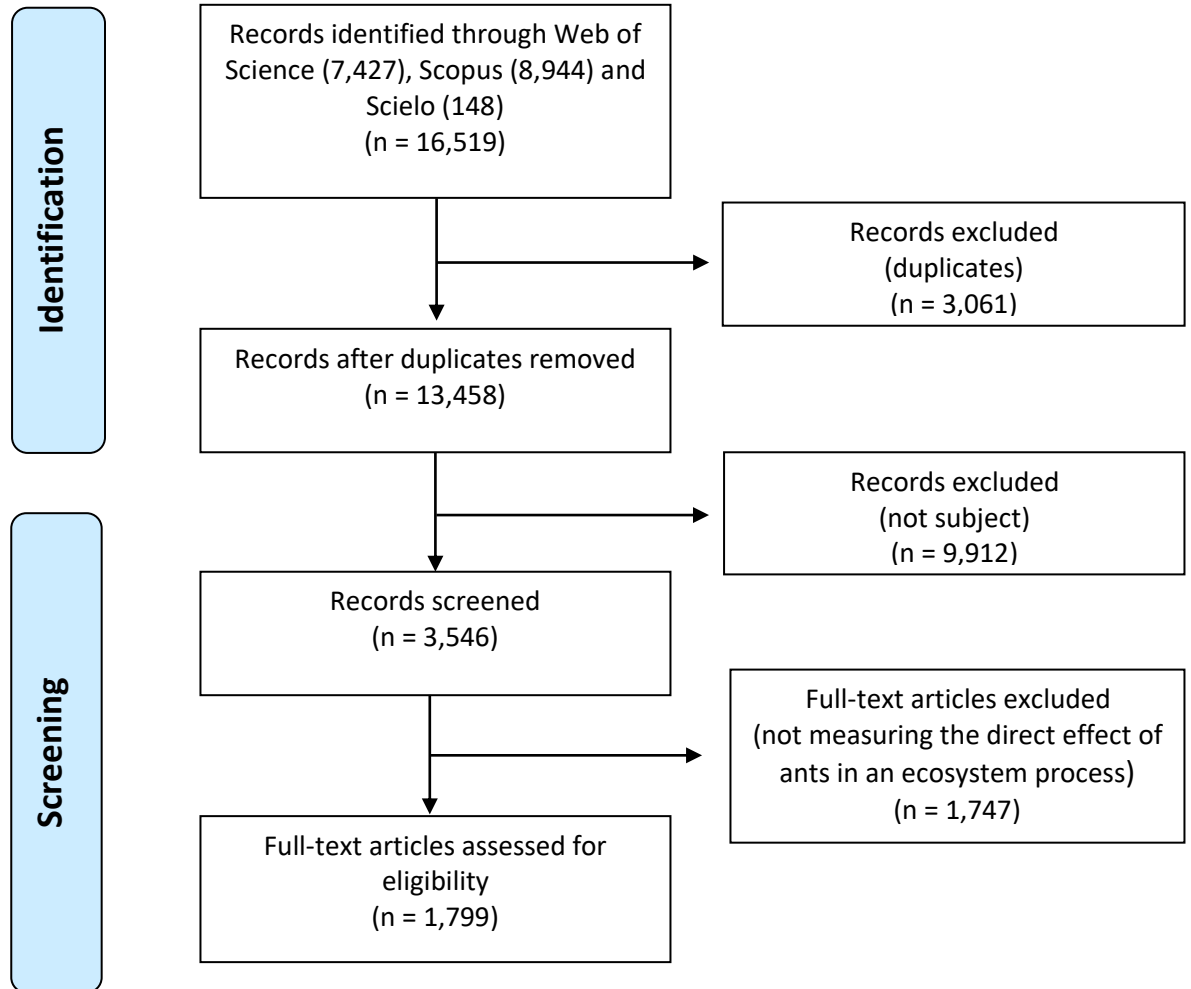 Identification
Records identified through Web of
Science (7,427), Scopus (8,944) and
Scielo (148)
(n = 16,519)
Records excluded
(duplicates)
(n = 3,061)
Records after duplicates removed
(n = 13,458)
Records excluded
(not subject)
(n = 9,912)
Screening
Records screened
(n = 3,546)
Full-text articles excluded
(not measuring the direct effect of
ants in an ecosystem process)
(n = 1,747)
Full-text articles assessed for
eligibility
(n = 1,799)